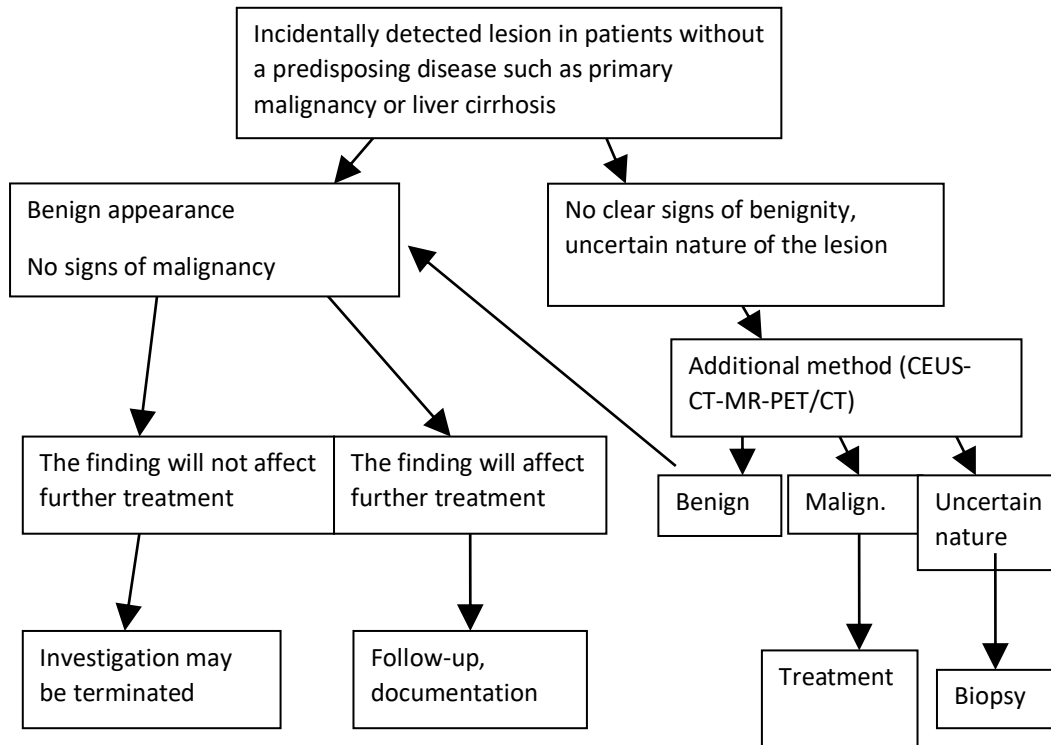 Incidentally detected lesion in patients without
a predisposing disease such as primary
malignancy or liver cirrhosis
Benign appearance
No signs of malignancy
No clear signs of benignity,
uncertain nature of the lesion
Additional method (CEUS-
CT-MR-PET/CT)
The finding will not affect
further treatment
The finding will affect
further treatment
Benign
Malign.
Uncertain
nature
Investigation may
be terminated
Follow-up,
documentation
Treatment
Biopsy